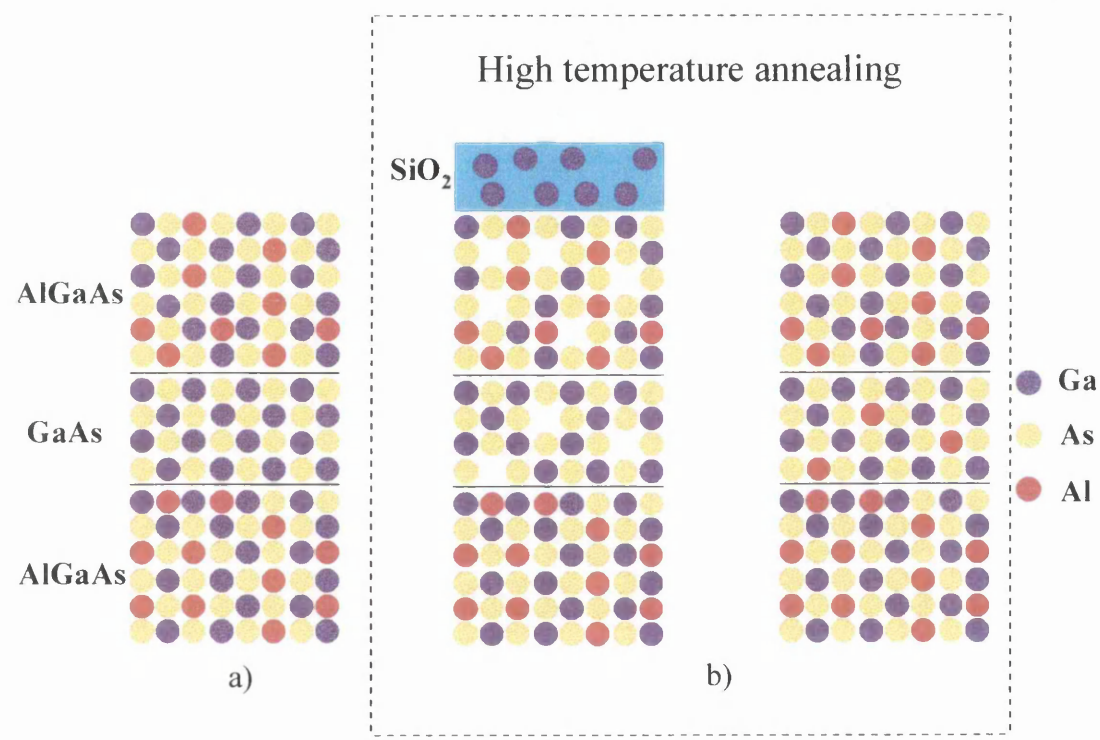 High temperature annealing
SiO₂
AlGaAs
GaAs
AlGaAs
Ga
As
Al
a)
b)